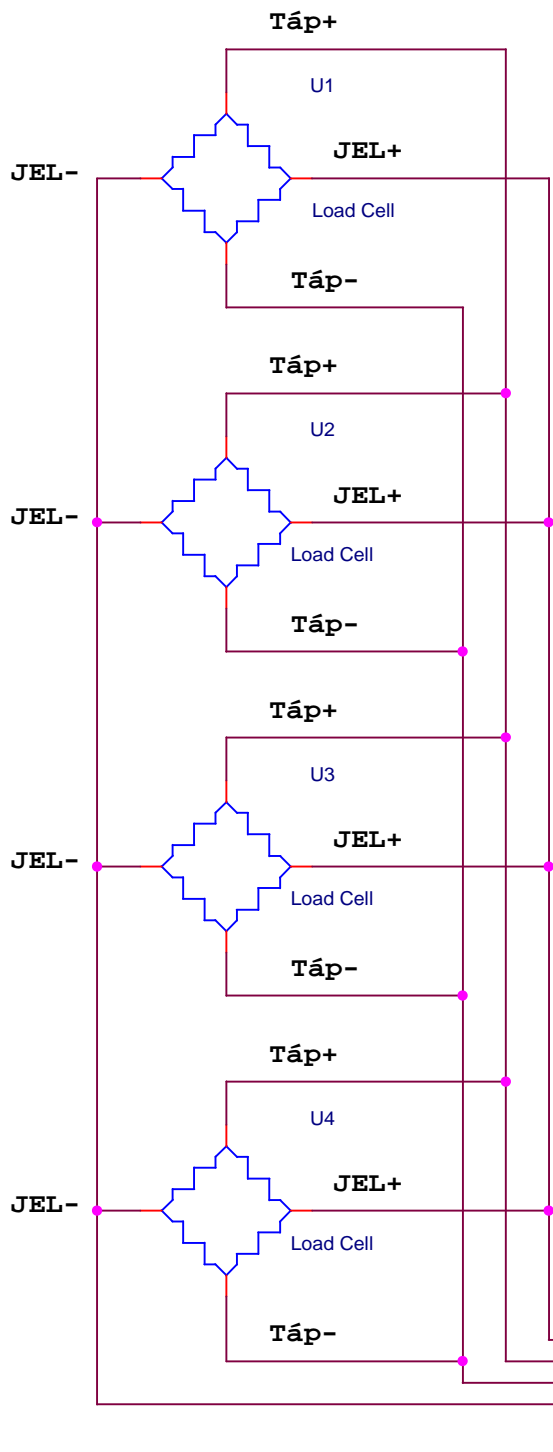 Táp+
U1
JEL+
JEL-
Load Cell
Táp-
Táp+
U2
JEL+
JEL-
Load Cell
Táp-
Táp+
U3
JEL+
JEL-
Load Cell
Táp-
Táp+
U4
JEL+
JEL-
Load Cell
Táp-